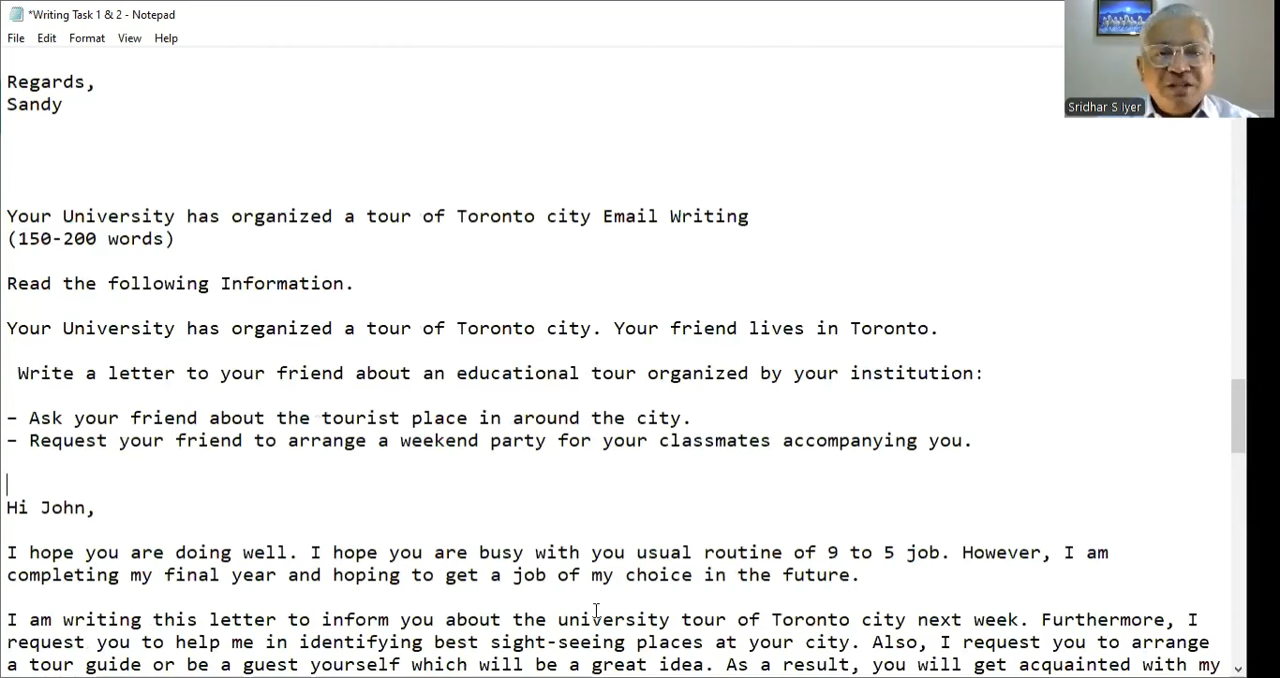 *Writing Task 1 & 2 - Notepad
File Edit Format View Help
Regards,
Sandy
Sridhar S Iyer
Your University has organized a tour of Toronto city Email Writing
(150-200 words)
Read the following Information.
Your University has organized a tour of Toronto city. Your friend lives in Toronto.
Write a letter to your friend about an educational tour organized by your institution:
- Ask your friend about the tourist place in around the city.
- Request your friend to arrange a weekend party for your classmates accompanying you.
Hi John,
I hope you are doing well. I hope you are busy with you usual routine of 9 to 5 job. However, I am
completing my final year and hoping to get a job of my choice in the future.
I am writing this letter to inform you about the university tour of Toronto city next week. Furthermore, I
request you to help me in identifying best sight-seeing places at your city. Also, I request you to arrange
a tour guide or be a guest yourself which will be a great idea. As a result, you will get acquainted with my